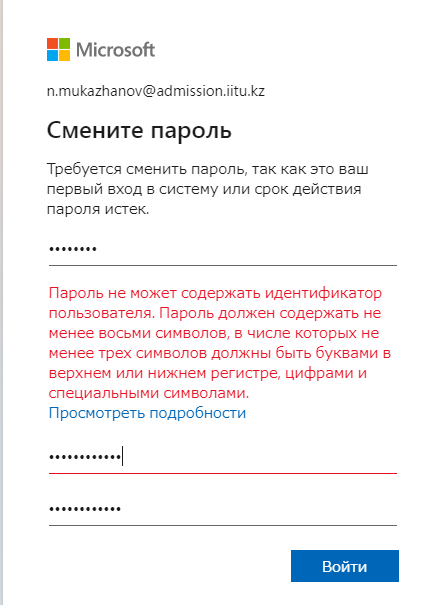 Microsoft
n.mukazhanov@admission.iitu.kz
Смените пароль
Требуется сменить пароль, так как это ваш
первый вход в систему или срок действия
пароля истек.
••••••••
Пароль не может содержать идентификатор
пользователя. Пароль должен содержать не
менее восьми символов, в числе которых не
менее трех символов должны быть буквами в
верхнем или нижнем регистре, цифрами и
специальными символами.
Просмотреть подробности
••••••••••••
••••••••••••
Войти